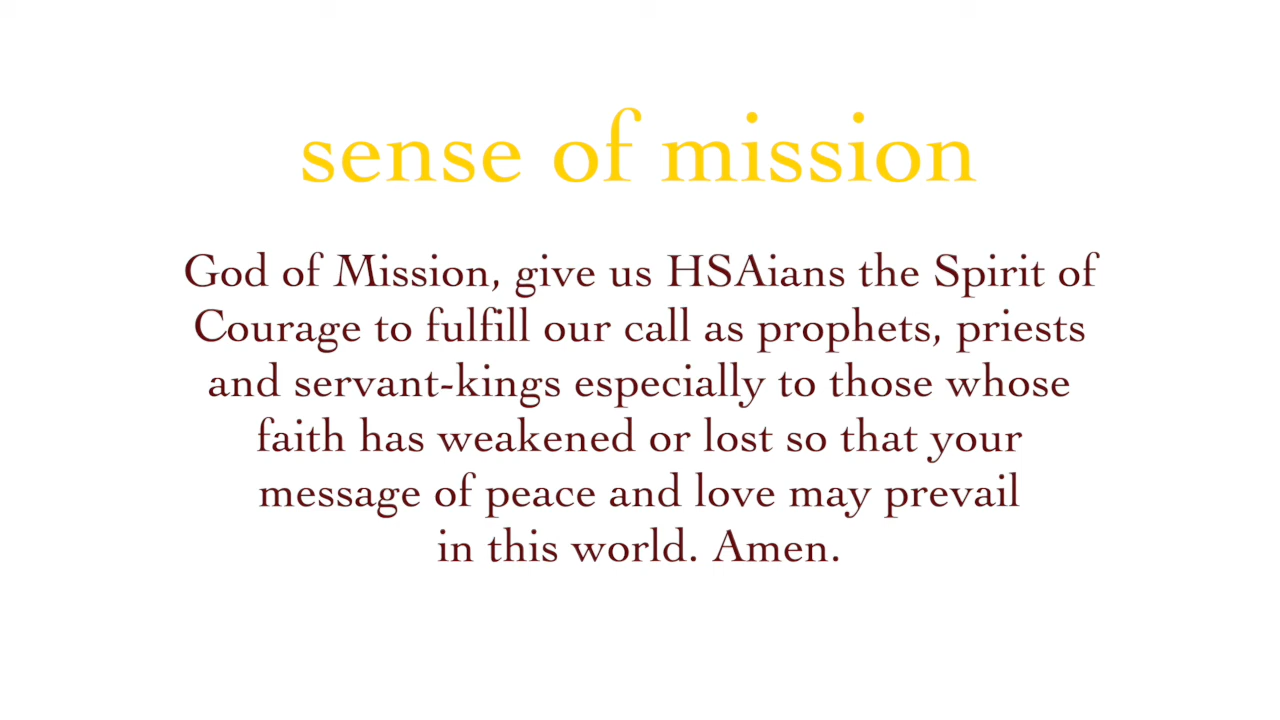 sense of mission
God of Mission, give us HSAians the Spirit of
Courage to fulfill our call as prophets, priests
and servant-kings especially to those whose
faith has weakened or lost so that your
message of peace and love may prevail
in this world. Amen.